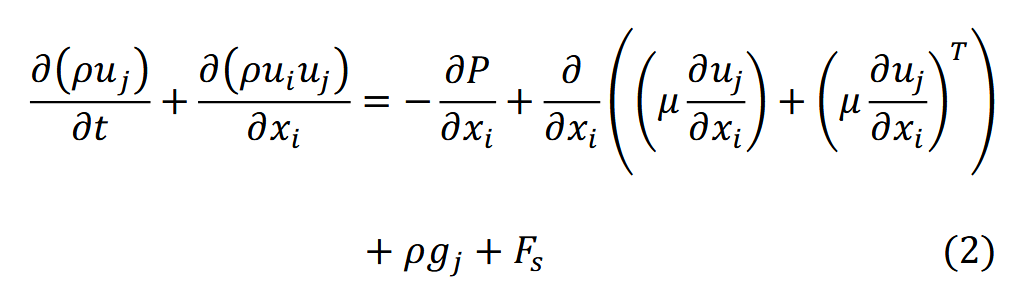 ∂(ρu_j)/∂t + ∂(ρu_i u_j)/∂x_i = − ∂P/∂x_i + ∂/∂x_i ((μ ∂u_j/∂x_i) + (μ ∂u_j/∂x_i)^T)
+ ρg_j + F_s (2)